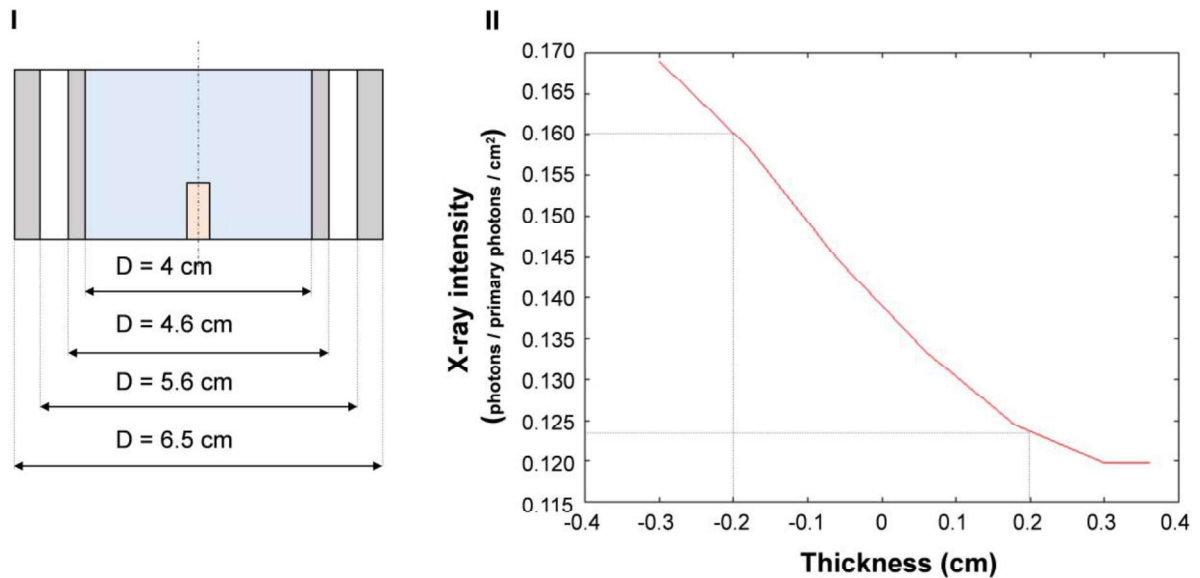 I
D = 4 cm
D = 4.6 cm
D = 5.6 cm
D = 6.5 cm
II
X-ray intensity
(photons / primary photons / cm²)
0.170
0.165
0.160
0.155
0.150
0.145
0.140
0.135
0.130
0.125
0.120
0.115
-0.4 -0.3 -0.2 -0.1 0 0.1 0.2 0.3 0.4
Thickness (cm)